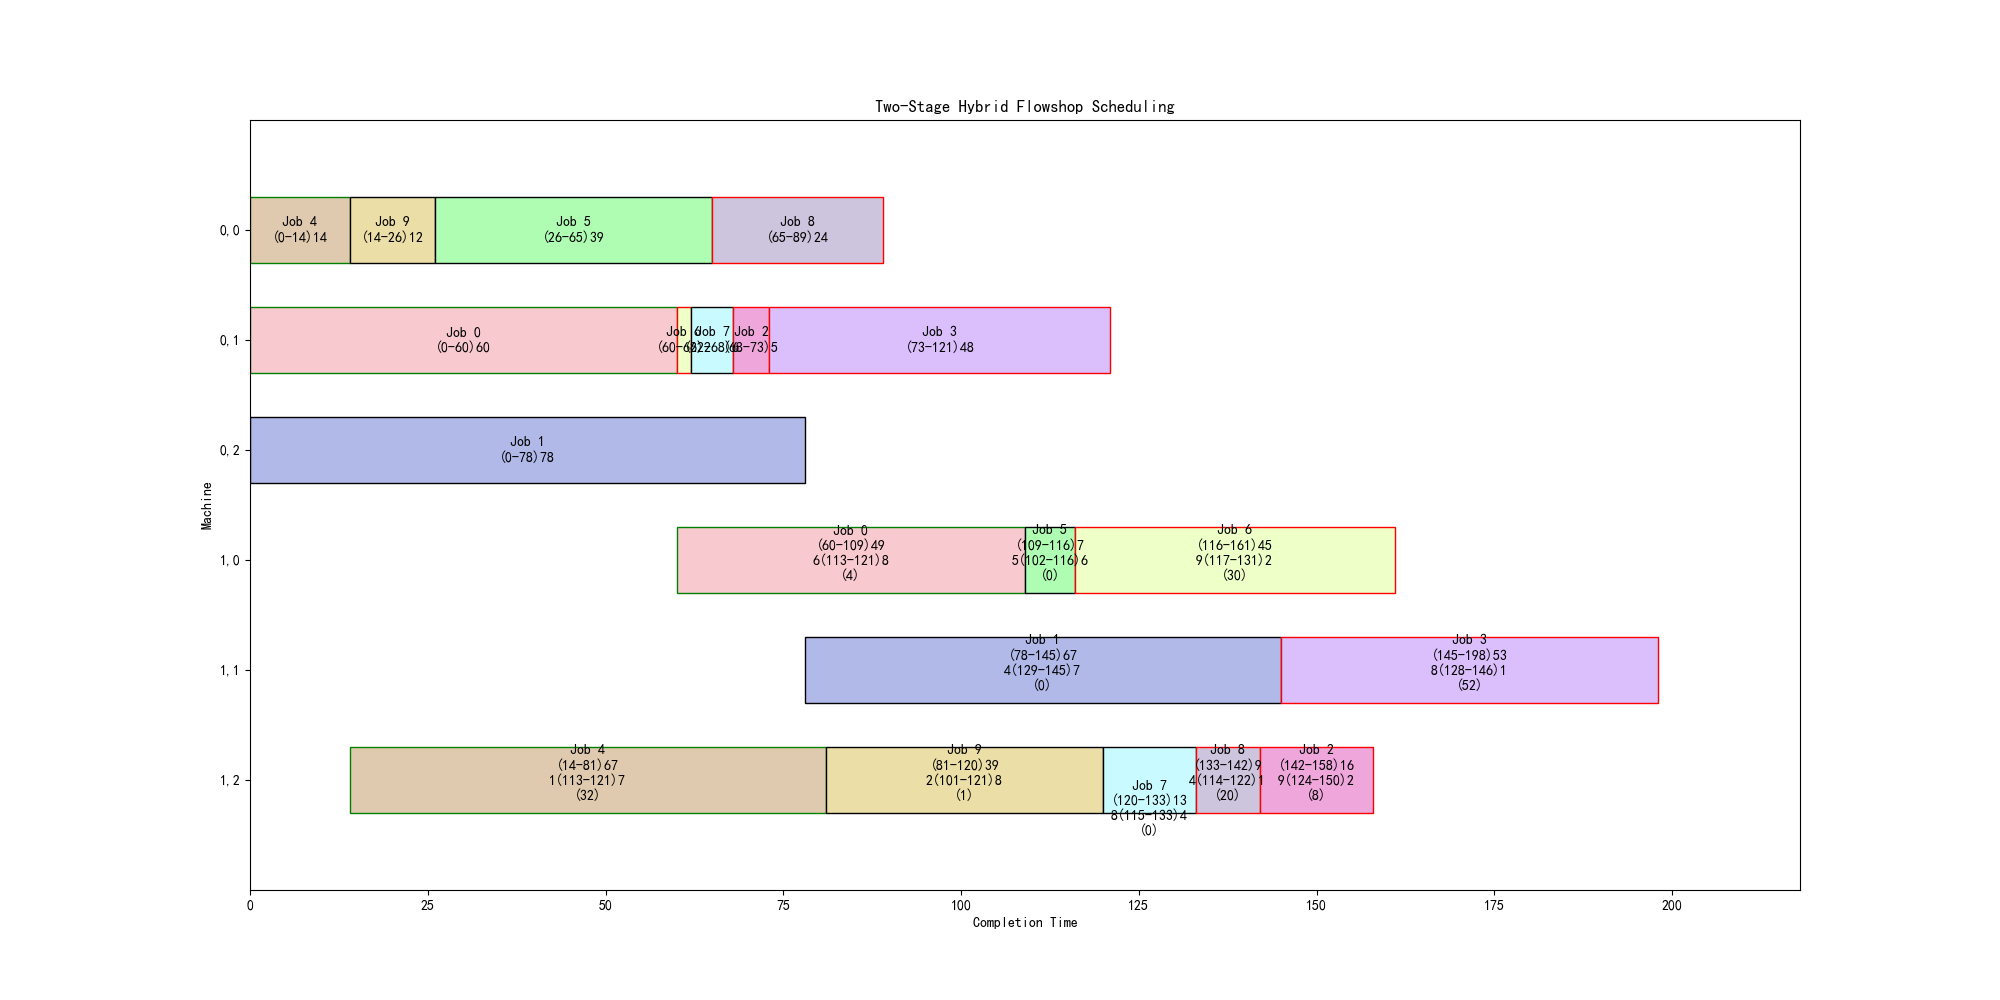 Two-Stage Hybrid Flowshop Scheduling
0,0
Job 4
(0-14)14
Job 9
(14-26)12
Job 5
(26-65)39
Job 8
(65-89)24
0,1
Job 0
(0-60)60
Job 6
Job 7
Job 2
(68-73)5
Job 3
(73-121)48
0,2
Job 1
(0-78)78
Machine
1,0
Job 0
(60-109)49
6(113-121)8
(4)
Job 5
(109-116)7
5(102-116)6
(0)
Job 6
(116-161)45
9(117-131)2
(30)
1,1
Job 1
(78-145)67
4(129-145)7
(0)
Job 3
(145-198)53
8(128-146)1
(52)
1,2
Job 4
(14-81)67
1(113-121)7
(32)
Job 9
(81-120)39
2(101-121)8
(1)
Job 7
(120-133)13
8(115-133)4
(0)
Job 8
(133-142)9
4(114-122)1
(20)
Job 2
(142-158)16
9(124-150)2
(8)
0 25 50 75 100 125 150 175 200
Completion Time